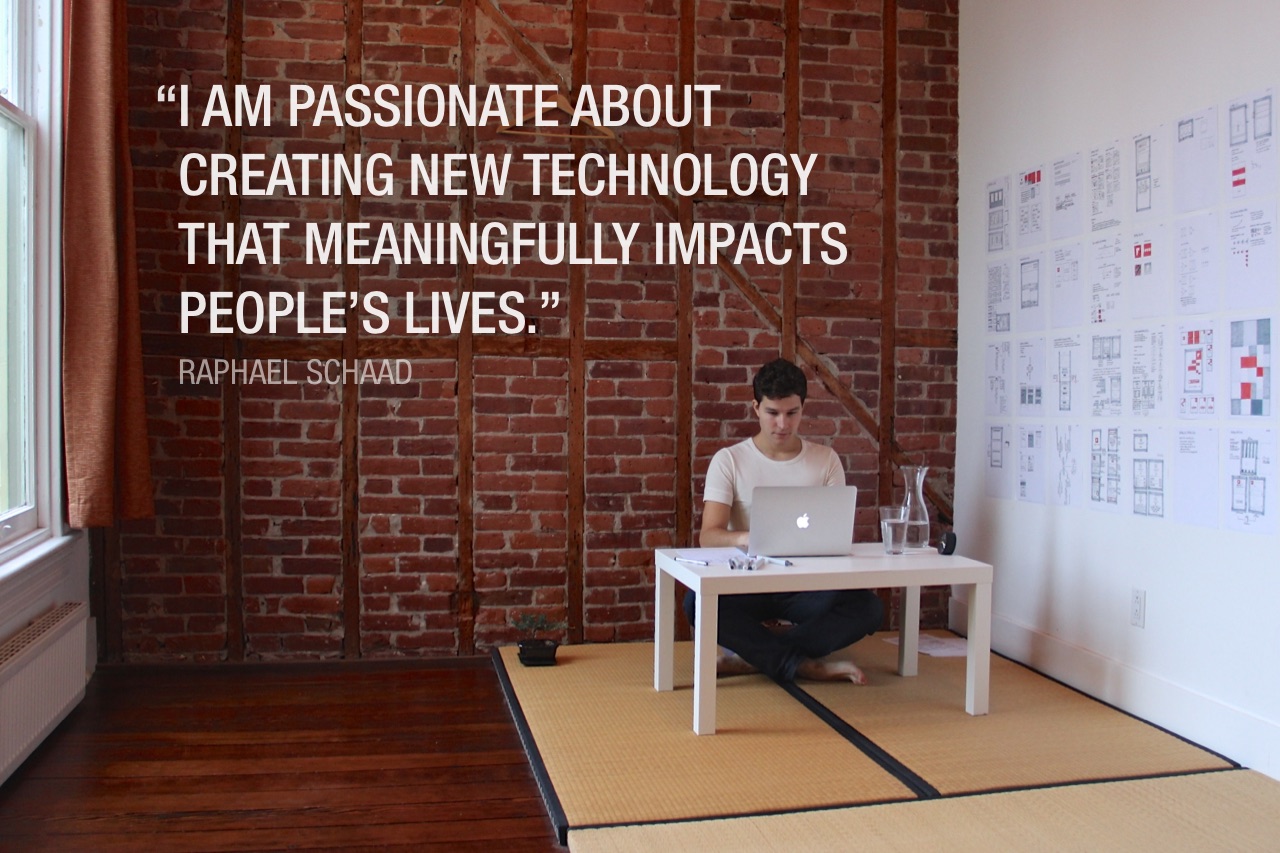 “I AM PASSIONATE ABOUT
CREATING NEW TECHNOLOGY
THAT MEANINGFULLY IMPACTS
PEOPLE’S LIVES.”
RAPHAEL SCHAAD